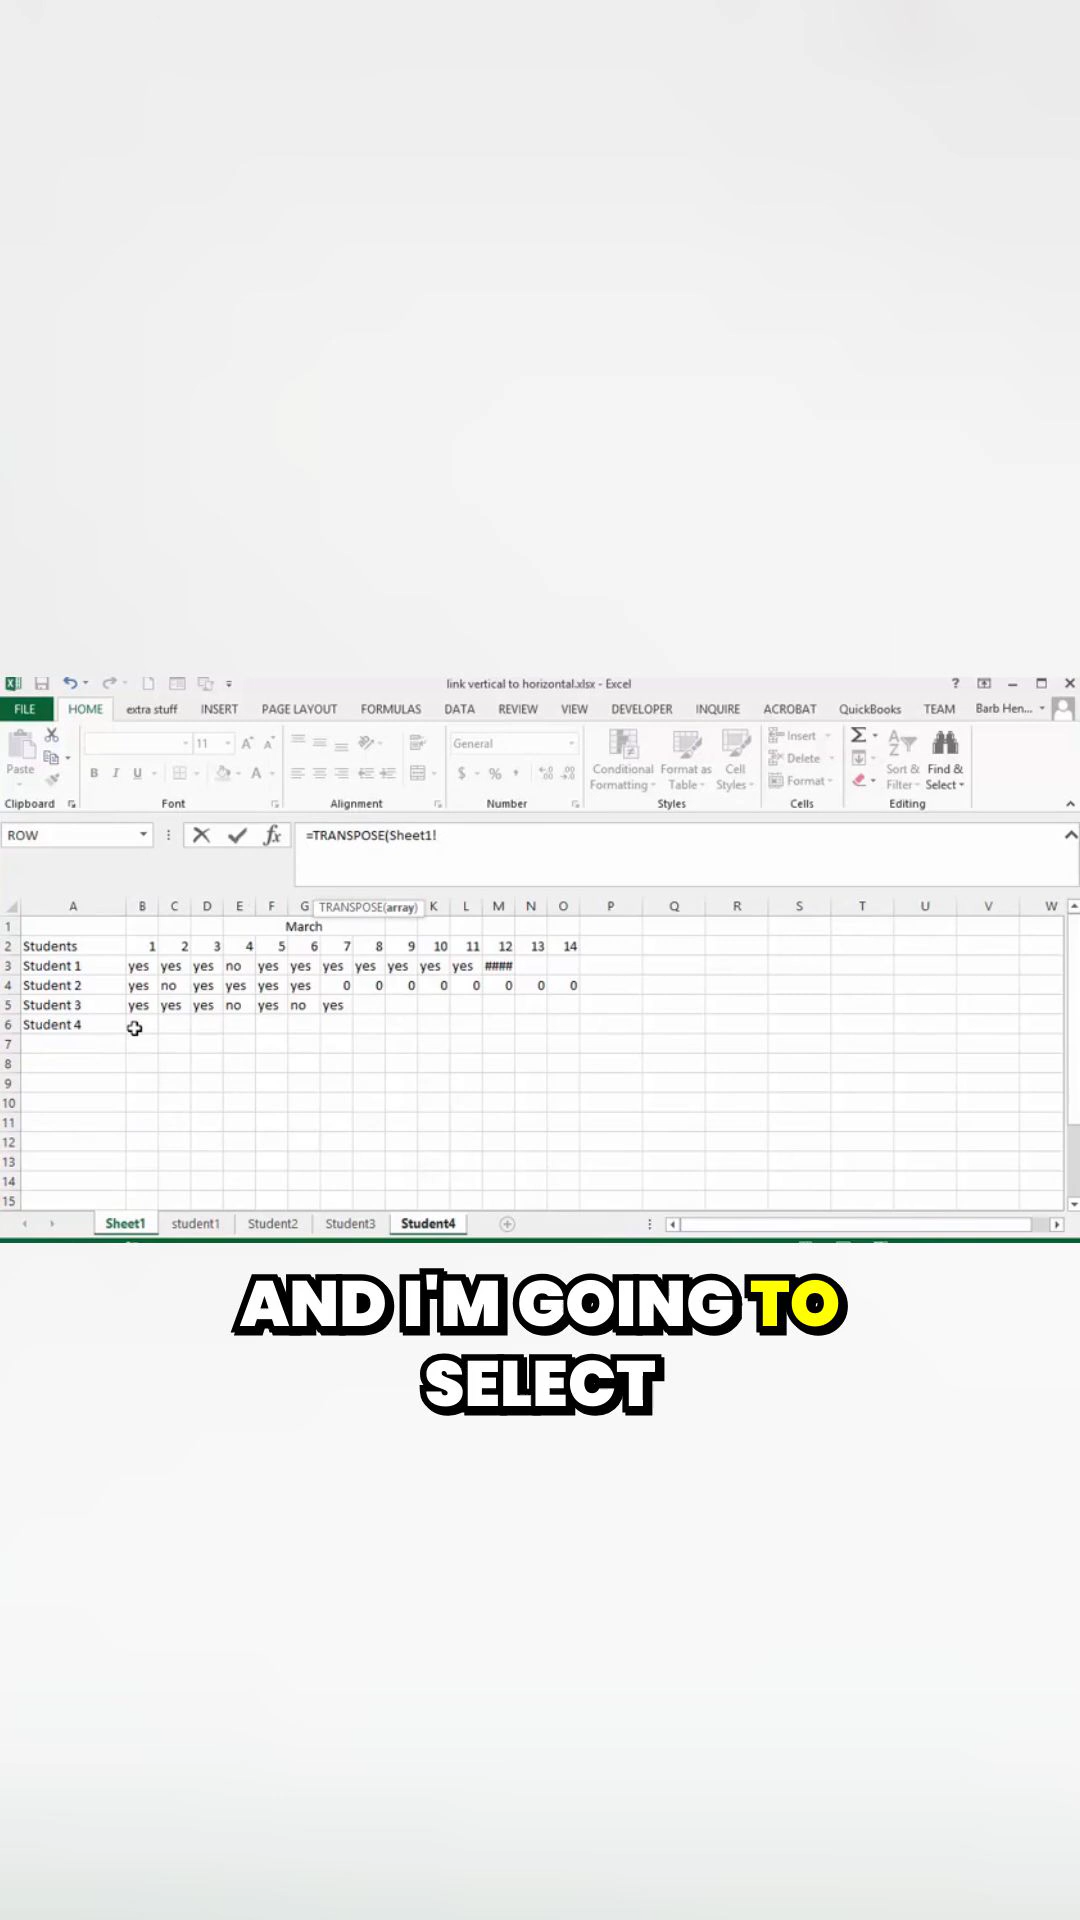 link vertical to horizontal.xlsx - Excel
?
FILE HOME extra stuff INSERT PAGE LAYOUT FORMULAS DATA REVIEW VIEW DEVELOPER INQUIRE ACROBAT QuickBooks TEAM Barb Hen...
11 A A General Insert
Paste B I U A $ % , Conditional Format as Cell Delete Sort & Find &
Formatting Table Styles Format Filter Select
Clipboard Font Alignment Number Styles Cells Editing
ROW fx =TRANSPOSE(Sheet1!
A B C D E F G TRANSPOSE(array) K L M N O P Q R S T U V W
1 March
2 Students 1 2 3 4 5 6 7 8 9 10 11 12 13 14
3 Student 1 yes yes yes no yes yes yes yes yes yes yes ####
4 Student 2 yes no yes yes yes yes 0 0 0 0 0 0 0 0
5 Student 3 yes yes yes no yes no yes
6 Student 4
7
8
9
10
11
12
13
14
15
Sheet1 student1 Student2 Student3 Student4
AND I'M GOING TO
SELECT